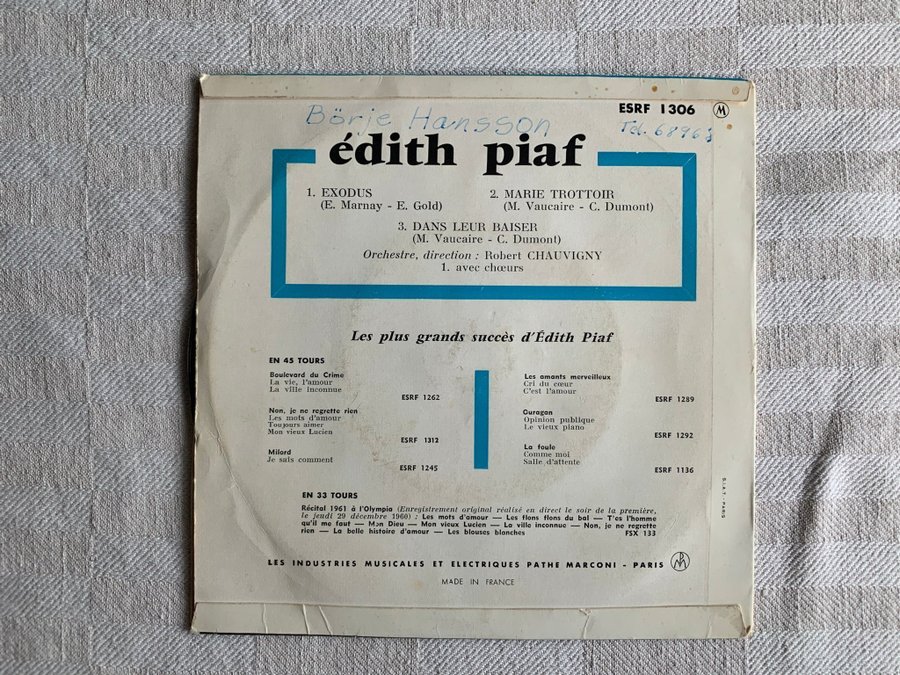 ESRF 1306 M
Börje Hansson
Tel. 68963
édith piaf
1. EXODUS
(E. Marnay - E. Gold)
2. MARIE TROTTOIR
(M. Vaucaire - C. Dumont)
3. DANS LEUR BAISER
(M. Vaucaire - C. Dumont)
Orchestre, direction : Robert CHAUVIGNY
1. avec chœurs
Les plus grands succès d'Édith Piaf
EN 45 TOURS
Boulevard du Crime
La vie, l'amour
La ville inconnue
ESRF 1262
Non, je ne regrette rien
Les mots d'amour
Toujours aimer
Mon vieux Lucien
ESRF 1312
Milord
Je sais comment
ESRF 1245
Les amants merveilleux
Cri du cœur
C'est l'amour
ESRF 1289
Ouragan
Opinion publique
Le vieux piano
ESRF 1292
La foule
Comme moi
Salle d'attente
ESRF 1136
EN 33 TOURS
Récital 1961 à l'Olympia (Enregistrement original réalisé en direct le soir de la première,
le jeudi 29 décembre 1960) : Les mots d'amour — Les flons flons du bal — T'es l'homme
qu'il me faut — Mon Dieu — Mon vieux Lucien — La ville inconnue — Non, je ne regrette
rien — La belle histoire d'amour — Les blouses blanches FSX 133
LES INDUSTRIES MUSICALES ET ELECTRIQUES PATHE MARCONI - PARIS
MADE IN FRANCE
S.I.A.T. - PARIS